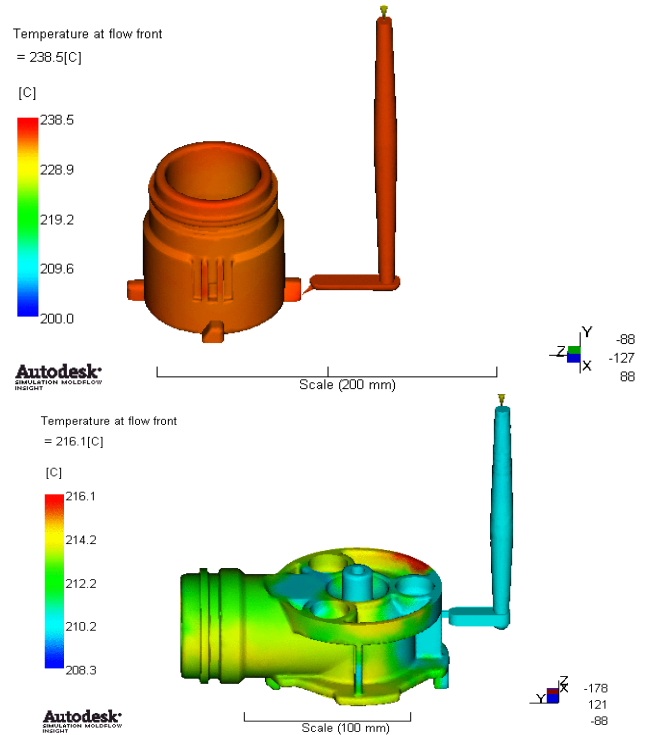 Temperature at flow front
= 238.5[C]
[C]
238.5
228.9
219.2
209.6
200.0
Y
Z
X
-88
-127
88
Autodesk
SIMULATION MOLDFLOW
INSIGHT
Scale (200 mm)
Temperature at flow front
= 216.1[C]
[C]
216.1
214.2
212.2
210.2
208.3
Z
X
Y
-178
121
-88
Autodesk
SIMULATION MOLDFLOW
INSIGHT
Scale (100 mm)